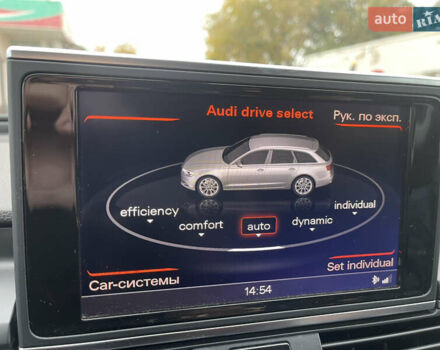 auto RIA
Audi drive select
Рук. по эксп.
efficiency
comfort
auto
dynamic
individual
Car-системы
Set individual
14:54